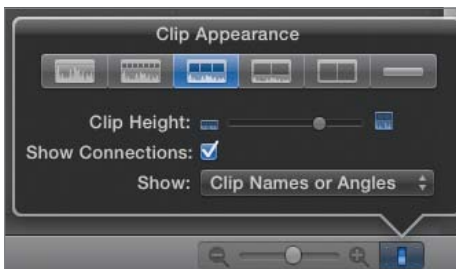 Clip Appearance
Clip Height:
Show Connections:
Show: Clip Names or Angles